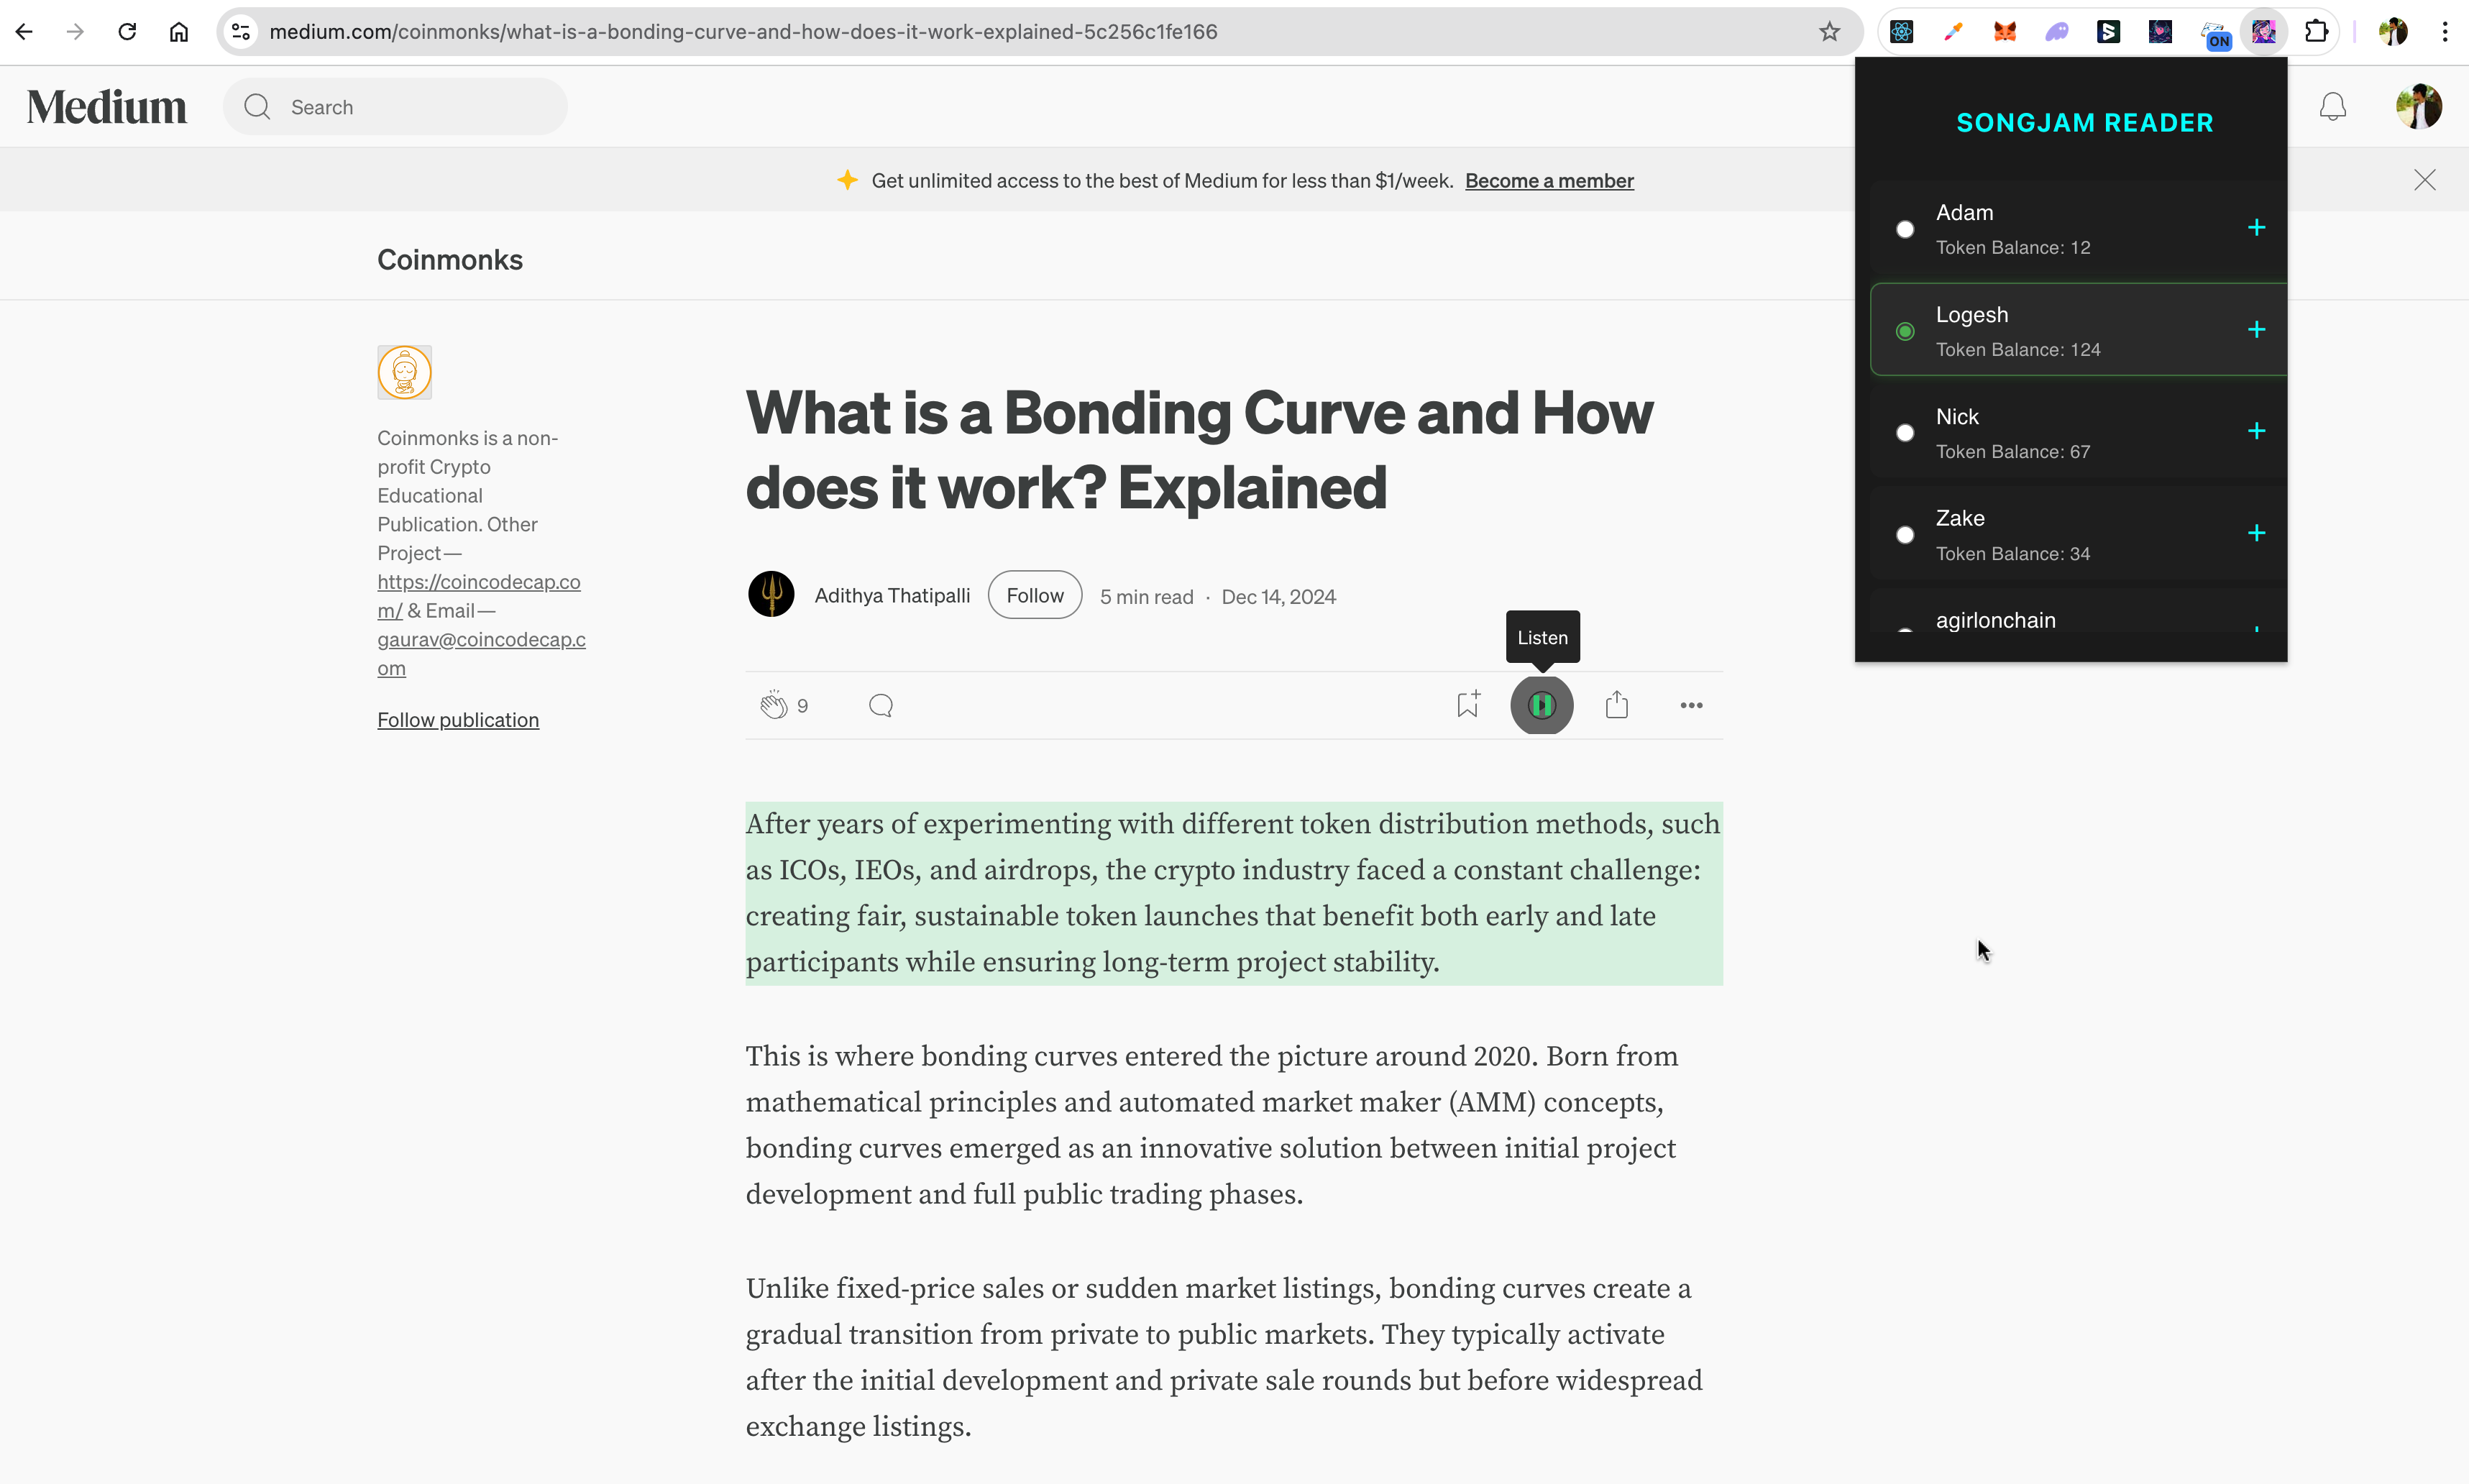 medium.com/coinmonks/what-is-a-bonding-curve-and-how-does-it-work-explained-5c256c1fe166
ON
Medium
Search
Get unlimited access to the best of Medium for less than $1/week. Become a member
SONGJAM READER
Adam
Token Balance: 12
+
Logesh
Token Balance: 124
+
Nick
Token Balance: 67
+
Zake
Token Balance: 34
+
agirlonchain
Coinmonks
Coinmonks is a non-
profit Crypto
Educational
Publication. Other
Project—
https://coincodecap.co
m/ & Email—
gaurav@coincodecap.c
om
Follow publication
What is a Bonding Curve and How
does it work? Explained
Adithya Thatipalli
Follow
5 min read · Dec 14, 2024
Listen
9
After years of experimenting with different token distribution methods, such
as ICOs, IEOs, and airdrops, the crypto industry faced a constant challenge:
creating fair, sustainable token launches that benefit both early and late
participants while ensuring long-term project stability.
This is where bonding curves entered the picture around 2020. Born from
mathematical principles and automated market maker (AMM) concepts,
bonding curves emerged as an innovative solution between initial project
development and full public trading phases.
Unlike fixed-price sales or sudden market listings, bonding curves create a
gradual transition from private to public markets. They typically activate
after the initial development and private sale rounds but before widespread
exchange listings.